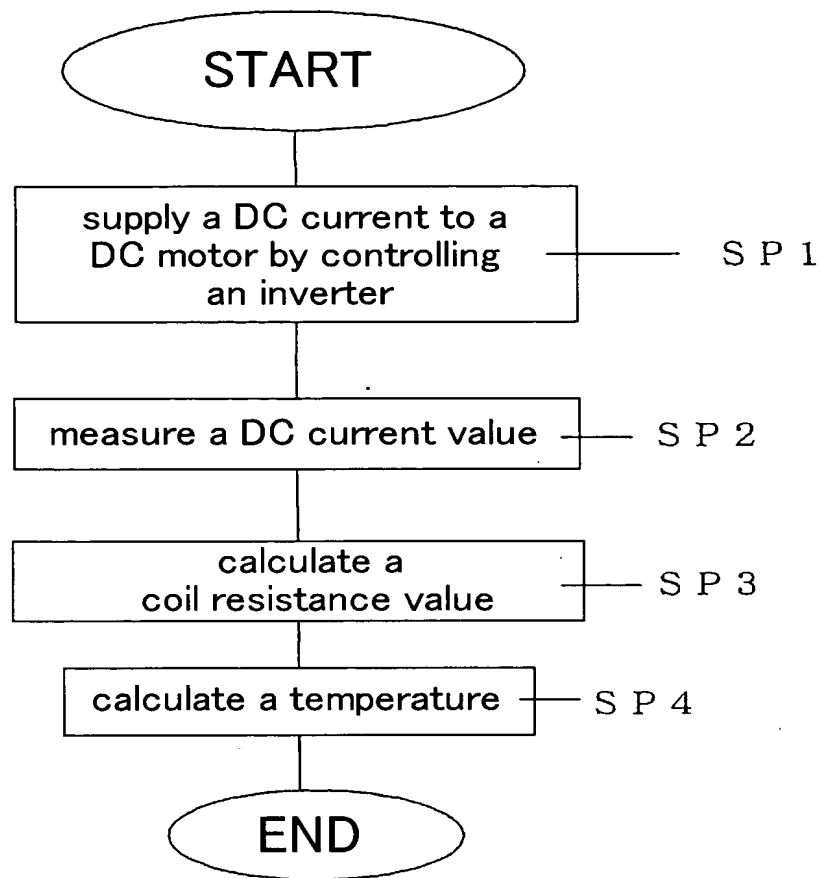 START
supply a DC current to a
DC motor by controlling
an inverter
SP1
measure a DC current value
SP2
calculate a
coil resistance value
SP3
calculate a temperature
SP4
END